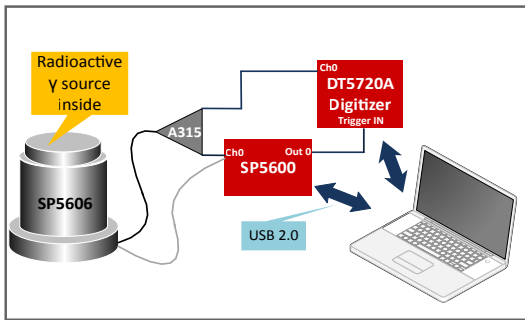 Radioactive
γ source
inside
SP5606
A315
Ch0
DT5720A
Digitizer
Trigger IN
Ch0
Out 0
SP5600
USB 2.0